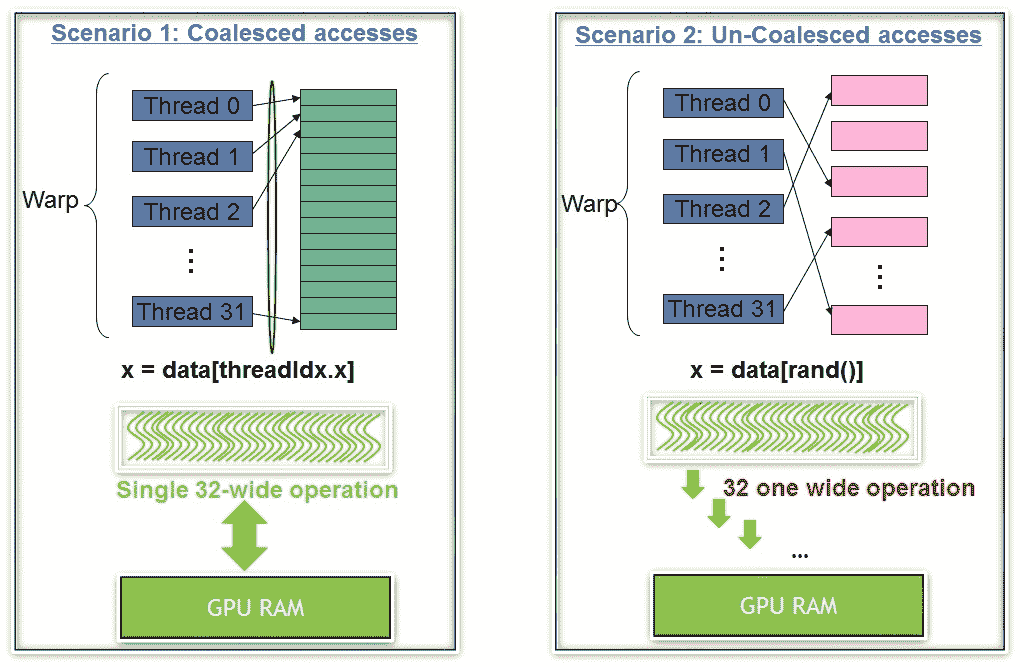 Scenario 1: Coalesced accesses
Warp
Thread 0
Thread 1
Thread 2
⋮
Thread 31
x = data[threadIdx.x]
Single 32-wide operation
GPU RAM
Scenario 2: Un-Coalesced accesses
Warp
Thread 0
Thread 1
Thread 2
⋮
Thread 31
⋮
x = data[rand()]
32 one wide operation
...
GPU RAM